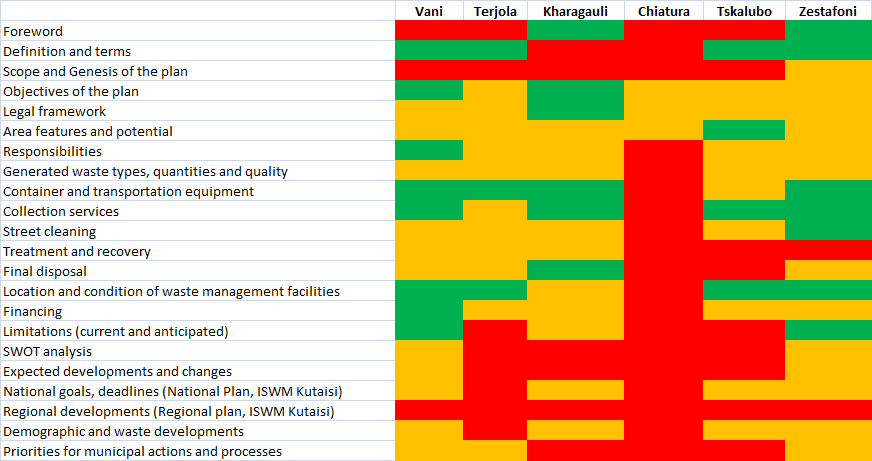 Vani Terjola Kharagauli Chiatura Tskalubo Zestafoni
Foreword
Definition and terms
Scope and Genesis of the plan
Objectives of the plan
Legal framework
Area features and potential
Responsibilities
Generated waste types, quantities and quality
Container and transportation equipment
Collection services
Street cleaning
Treatment and recovery
Final disposal
Location and condition of waste management facilities
Financing
Limitations (current and anticipated)
SWOT analysis
Expected developments and changes
National goals, deadlines (National Plan, ISWM Kutaisi)
Regional developments (Regional plan, ISWM Kutaisi)
Demographic and waste developments
Priorities for municipal actions and processes